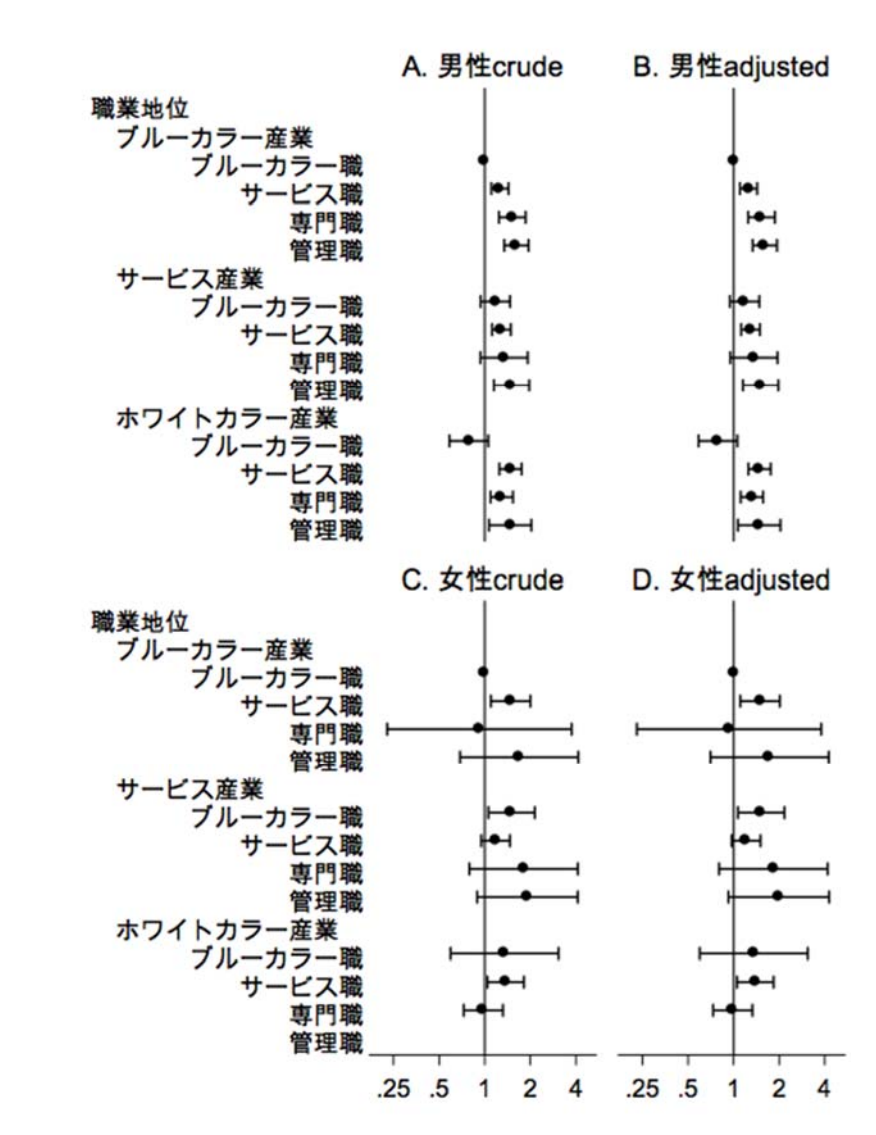 A. 男性crude
B. 男性adjusted
職業地位
ブルーカラー産業
ブルーカラー職
サービス職
専門職
管理職
サービス産業
ブルーカラー職
サービス職
専門職
管理職
ホワイトカラー産業
ブルーカラー職
サービス職
専門職
管理職
C. 女性crude
D. 女性adjusted
職業地位
ブルーカラー産業
ブルーカラー職
サービス職
専門職
管理職
サービス産業
ブルーカラー職
サービス職
専門職
管理職
ホワイトカラー産業
ブルーカラー職
サービス職
専門職
管理職
.25 .5 1 2 4
.25 .5 1 2 4